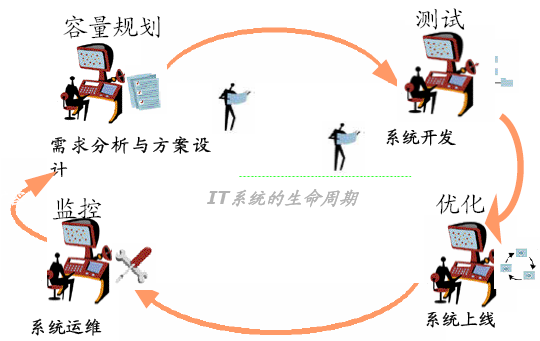 容量规划
测试
需求分析与方案设
计
系统开发
IT系统的生命周期
监控
优化
系统运维
系统上线